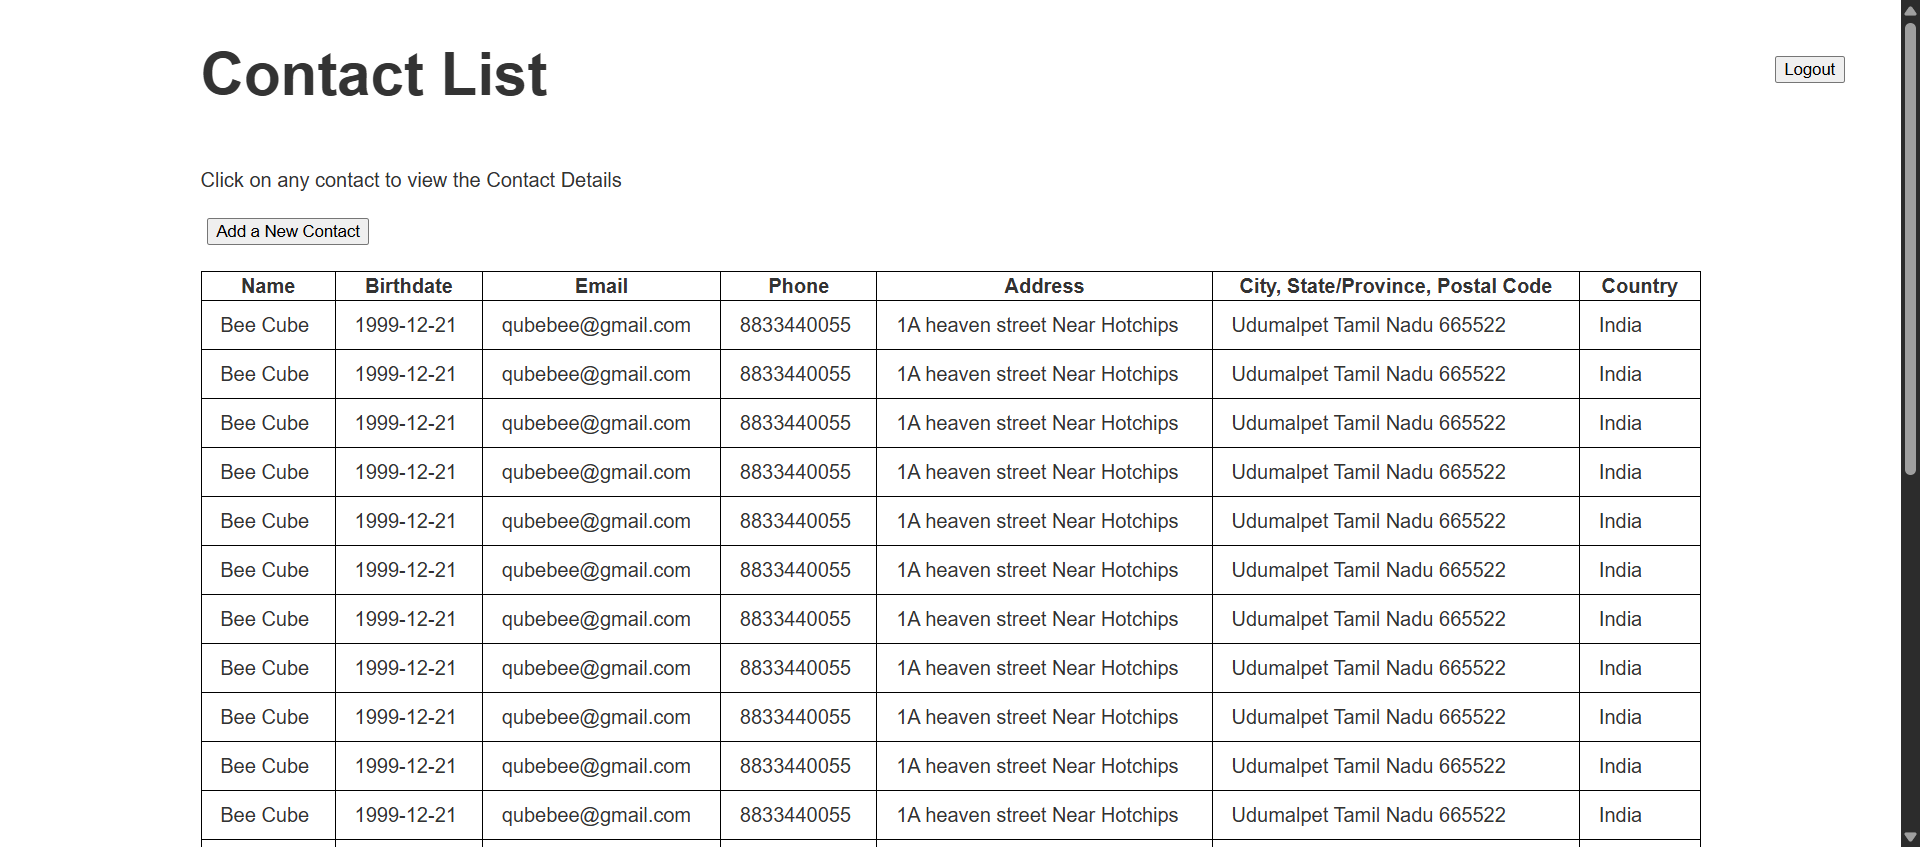 Contact List
Logout
Click on any contact to view the Contact Details
Add a New Contact
Name Birthdate Email Phone Address City, State/Province, Postal Code Country
Bee Cube 1999-12-21 qubebee@gmail.com 8833440055 1A heaven street Near Hotchips Udumalpet Tamil Nadu 665522 India
Bee Cube 1999-12-21 qubebee@gmail.com 8833440055 1A heaven street Near Hotchips Udumalpet Tamil Nadu 665522 India
Bee Cube 1999-12-21 qubebee@gmail.com 8833440055 1A heaven street Near Hotchips Udumalpet Tamil Nadu 665522 India
Bee Cube 1999-12-21 qubebee@gmail.com 8833440055 1A heaven street Near Hotchips Udumalpet Tamil Nadu 665522 India
Bee Cube 1999-12-21 qubebee@gmail.com 8833440055 1A heaven street Near Hotchips Udumalpet Tamil Nadu 665522 India
Bee Cube 1999-12-21 qubebee@gmail.com 8833440055 1A heaven street Near Hotchips Udumalpet Tamil Nadu 665522 India
Bee Cube 1999-12-21 qubebee@gmail.com 8833440055 1A heaven street Near Hotchips Udumalpet Tamil Nadu 665522 India
Bee Cube 1999-12-21 qubebee@gmail.com 8833440055 1A heaven street Near Hotchips Udumalpet Tamil Nadu 665522 India
Bee Cube 1999-12-21 qubebee@gmail.com 8833440055 1A heaven street Near Hotchips Udumalpet Tamil Nadu 665522 India
Bee Cube 1999-12-21 qubebee@gmail.com 8833440055 1A heaven street Near Hotchips Udumalpet Tamil Nadu 665522 India
Bee Cube 1999-12-21 qubebee@gmail.com 8833440055 1A heaven street Near Hotchips Udumalpet Tamil Nadu 665522 India